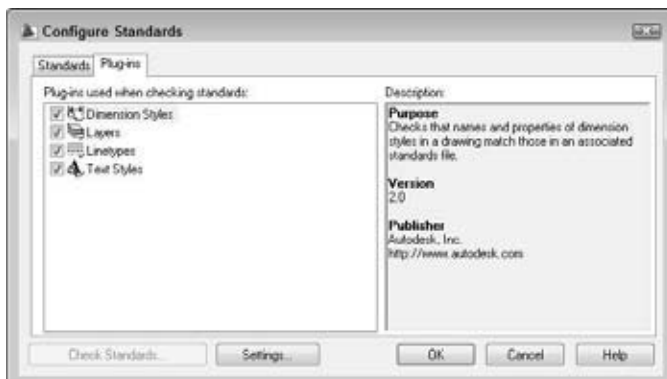 Configure Standards
Standards Plug-ins
Plug-ins used when checking standards:
Dimension Styles
Layers
Linetypes
Text Styles
Description:
Purpose
Checks that names and properties of dimension
styles in a drawing match those in an associated
standards file.
Version
2.0
Publisher
Autodesk, Inc.
http://www.autodesk.com
Check Standards... Settings... OK Cancel Help